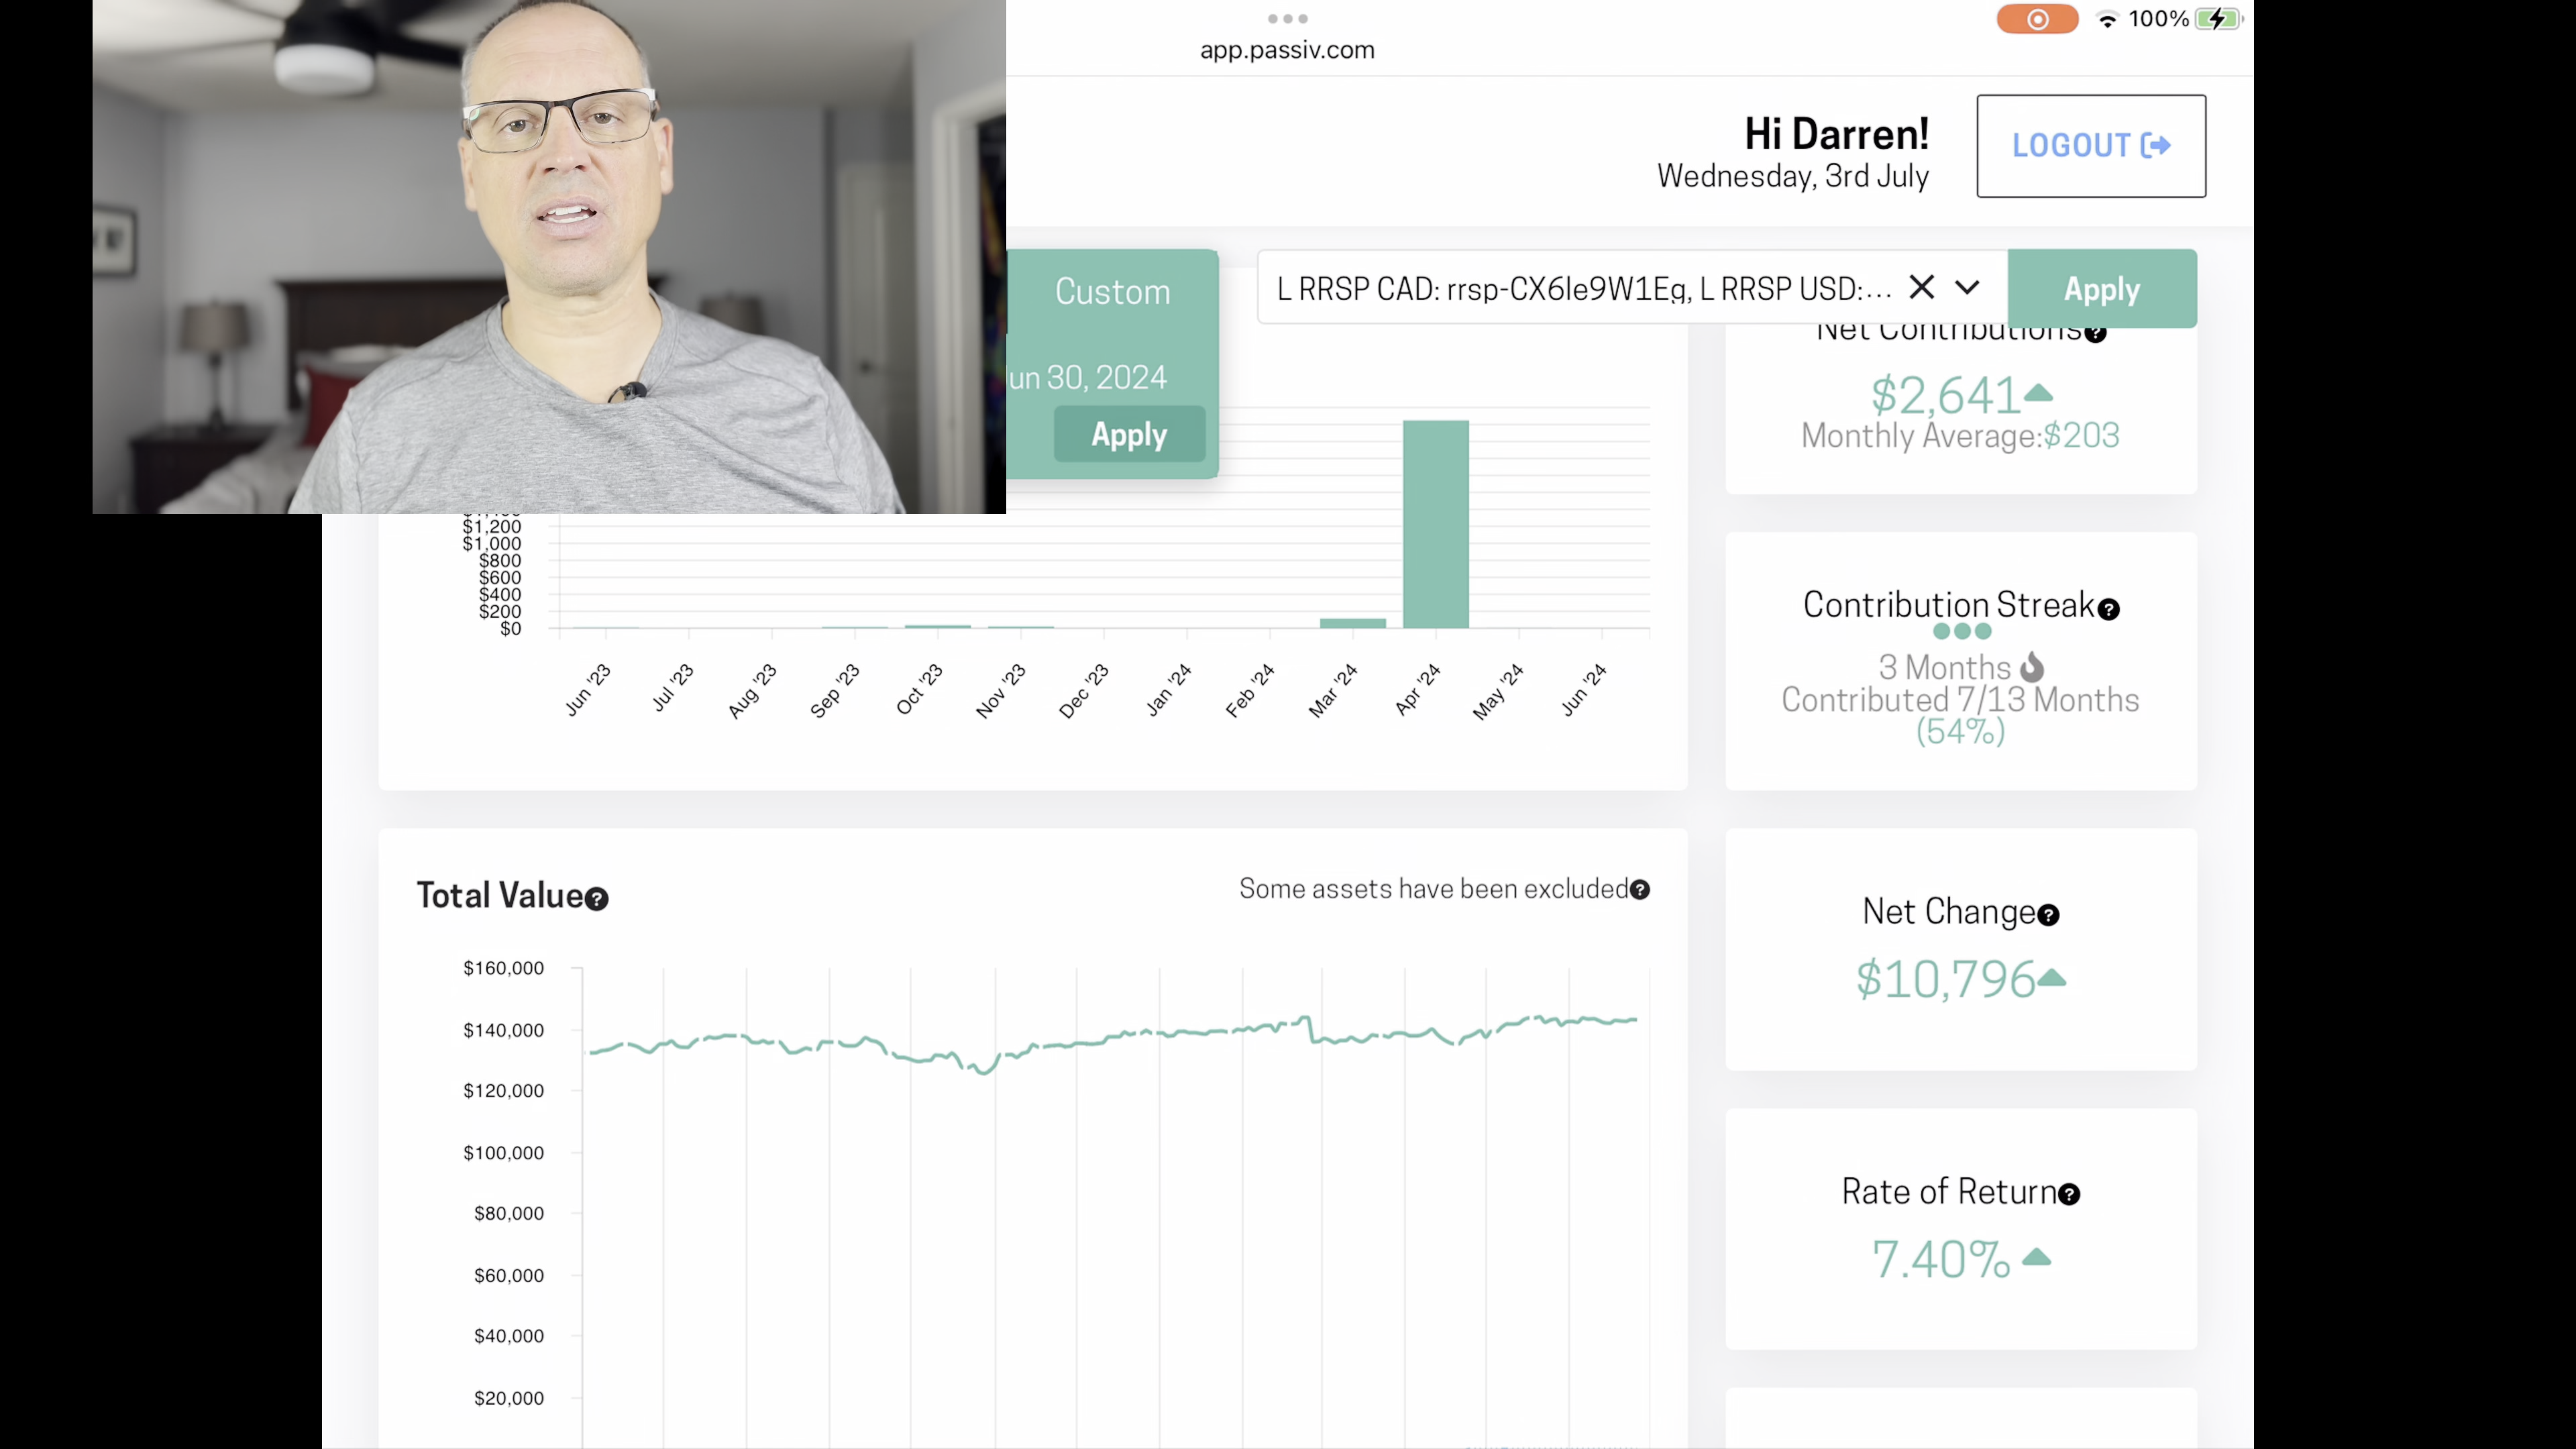 app.passiv.com
100%
Hi Darren!
Wednesday, 3rd July
LOGOUT
Custom
un 30, 2024
Apply
L RRSP CAD: rrsp-CX6le9W1Eg, L RRSP USD:...
Apply
Net Contributions?
$2,641
Monthly Average:$203
$1,200
$1,000
$800
$600
$400
$200
$0
Jun '23
Jul '23
Aug '23
Sep '23
Oct '23
Nov '23
Dec '23
Jan '24
Feb '24
Mar '24
Apr '24
May '24
Jun '24
Contribution Streak?
3 Months
Contributed 7/13 Months
(54%)
Total Value?
Some assets have been excluded?
$160,000
$140,000
$120,000
$100,000
$80,000
$60,000
$40,000
$20,000
Net Change?
$10,796
Rate of Return?
7.40%